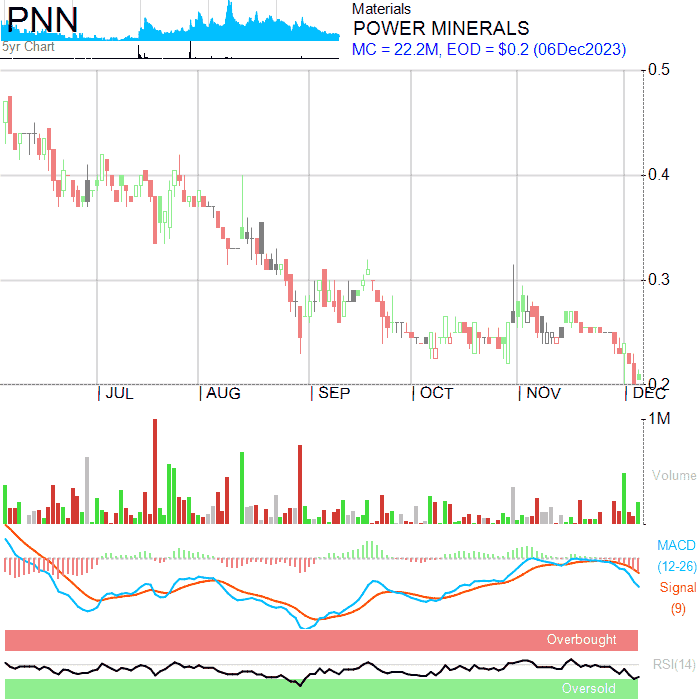 PNN
5yr Chart
Materials
POWER MINERALS
MC = 22.2M, EOD = $0.2 (06Dec2023)
0.5
0.4
0.3
0.2
JUL
AUG
SEP
OCT
NOV
DEC
1M
Volume
MACD
(12-26)
Signal
(9)
Overbought
RSI(14)
Oversold